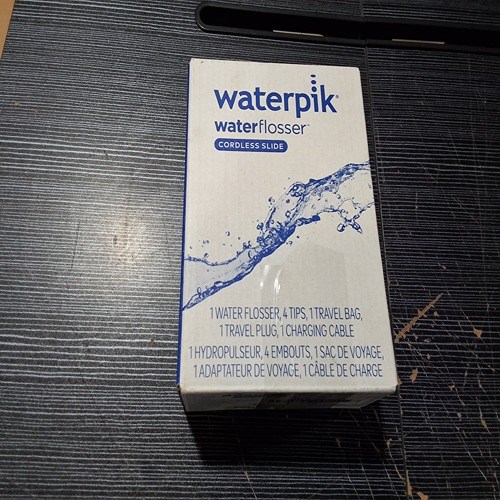 waterpik®
waterflosser™
CORDLESS SLIDE
1 WATER FLOSSER, 4 TIPS, 1 TRAVEL BAG,
1 TRAVEL PLUG, 1 CHARGING CABLE
1 HYDROPULSEUR, 4 EMBOUTS, 1 SAC DE VOYAGE,
1 ADAPTATEUR DE VOYAGE, 1 CÂBLE DE CHARGE